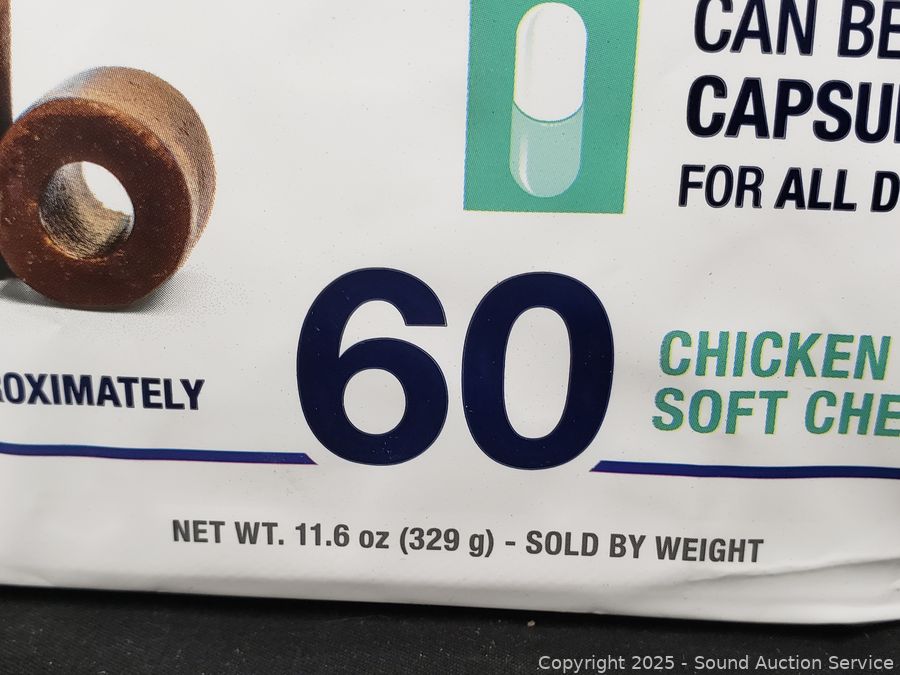 CAN BE
CAPSU
FOR ALL D
ROXIMATELY
60
CHICKEN
SOFT CHE
NET WT. 11.6 oz (329 g) - SOLD BY WEIGHT
Copyright 2025 - Sound Auction Service